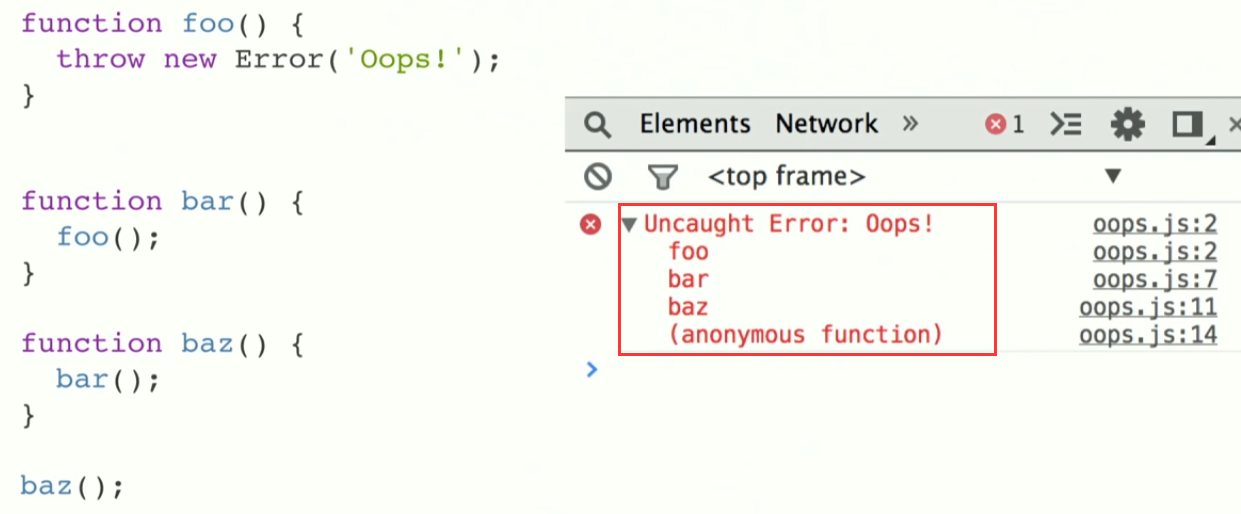 function foo() {
  throw new Error('Oops!');
}
function bar() {
  foo();
}
function baz() {
  bar();
}
baz();
Elements Network » 1
<top frame> ▼
▼Uncaught Error: Oops! oops.js:2
foo oops.js:2
bar oops.js:7
baz oops.js:11
(anonymous function) oops.js:14
>